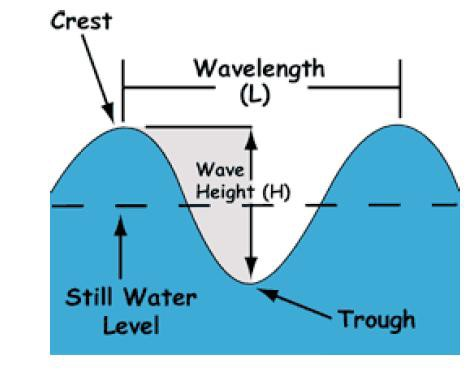 Crest
Wavelength
(L)
Wave
Height (H)
Still Water
Level
Trough